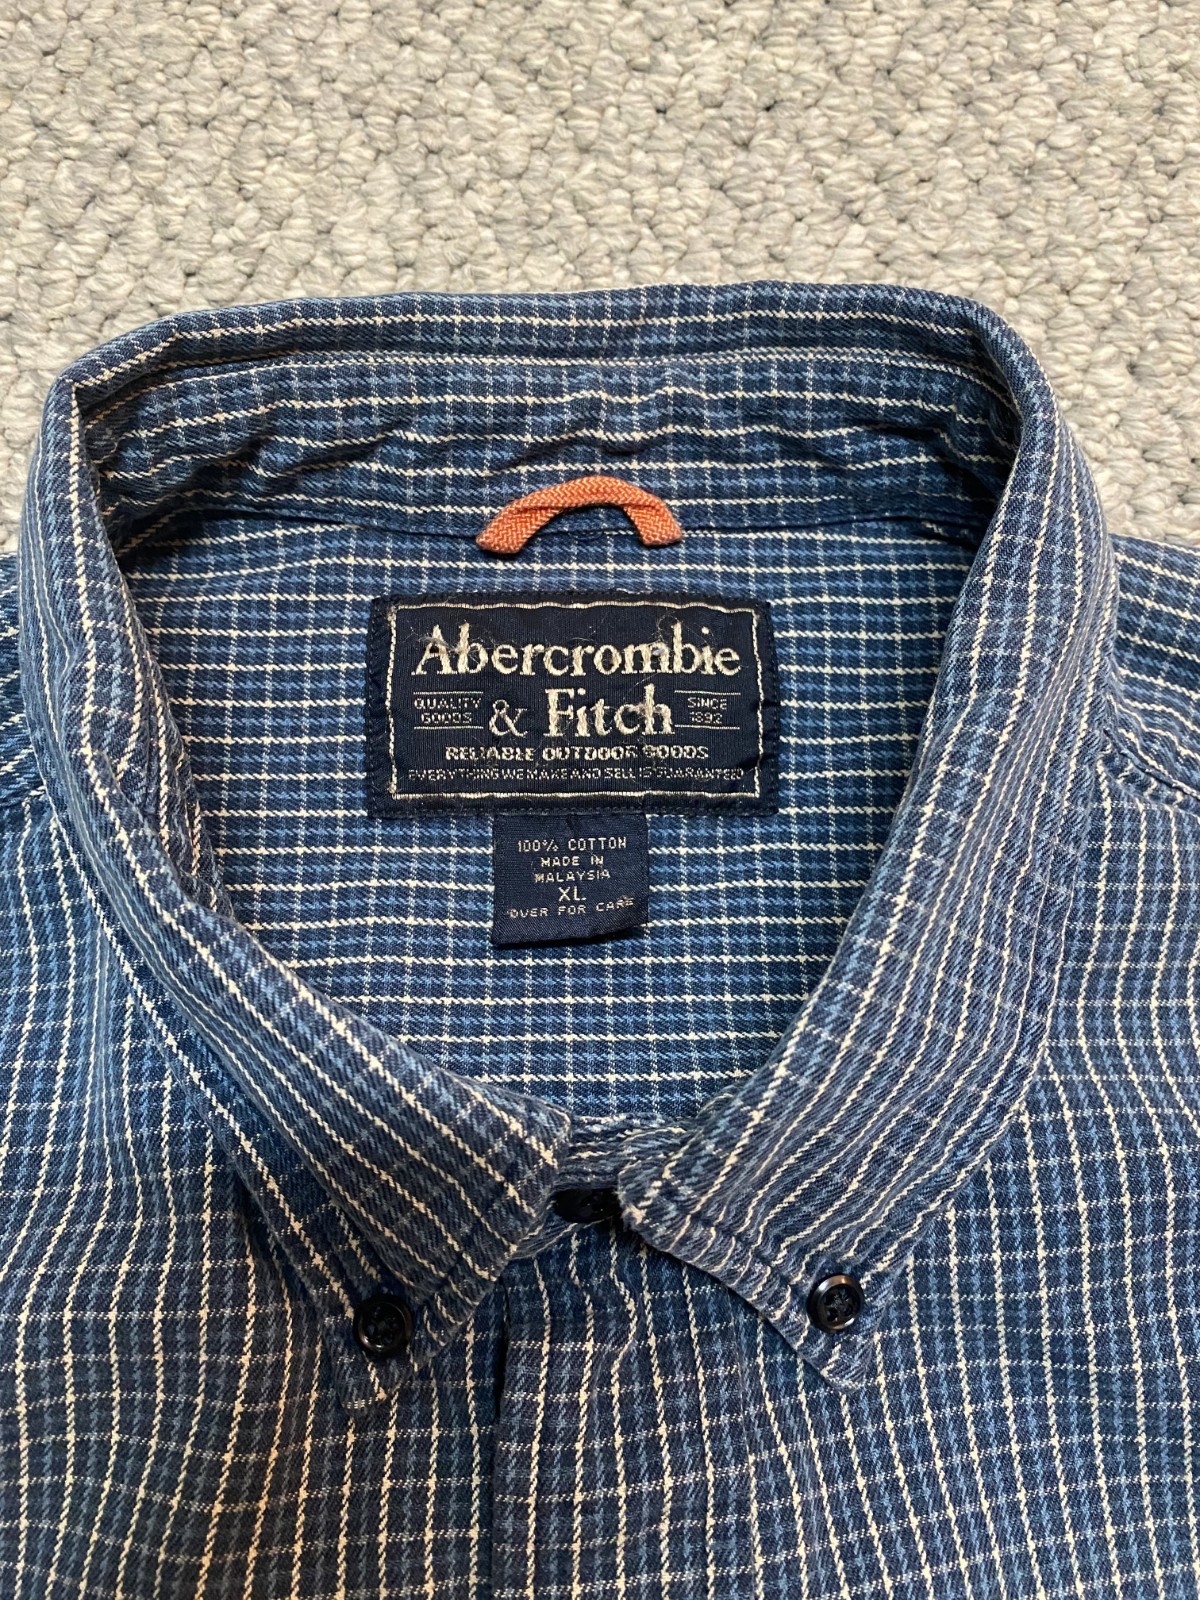 Abercrombie
QUALITY GOODS & Fitch SINCE 1892
RELIABLE OUTDOOR GOODS
EVERYTHING WE MAKE AND SELL IS GUARANTEED
100% COTTON
MADE IN
MALAYSIA
XL
OVER FOR CARE